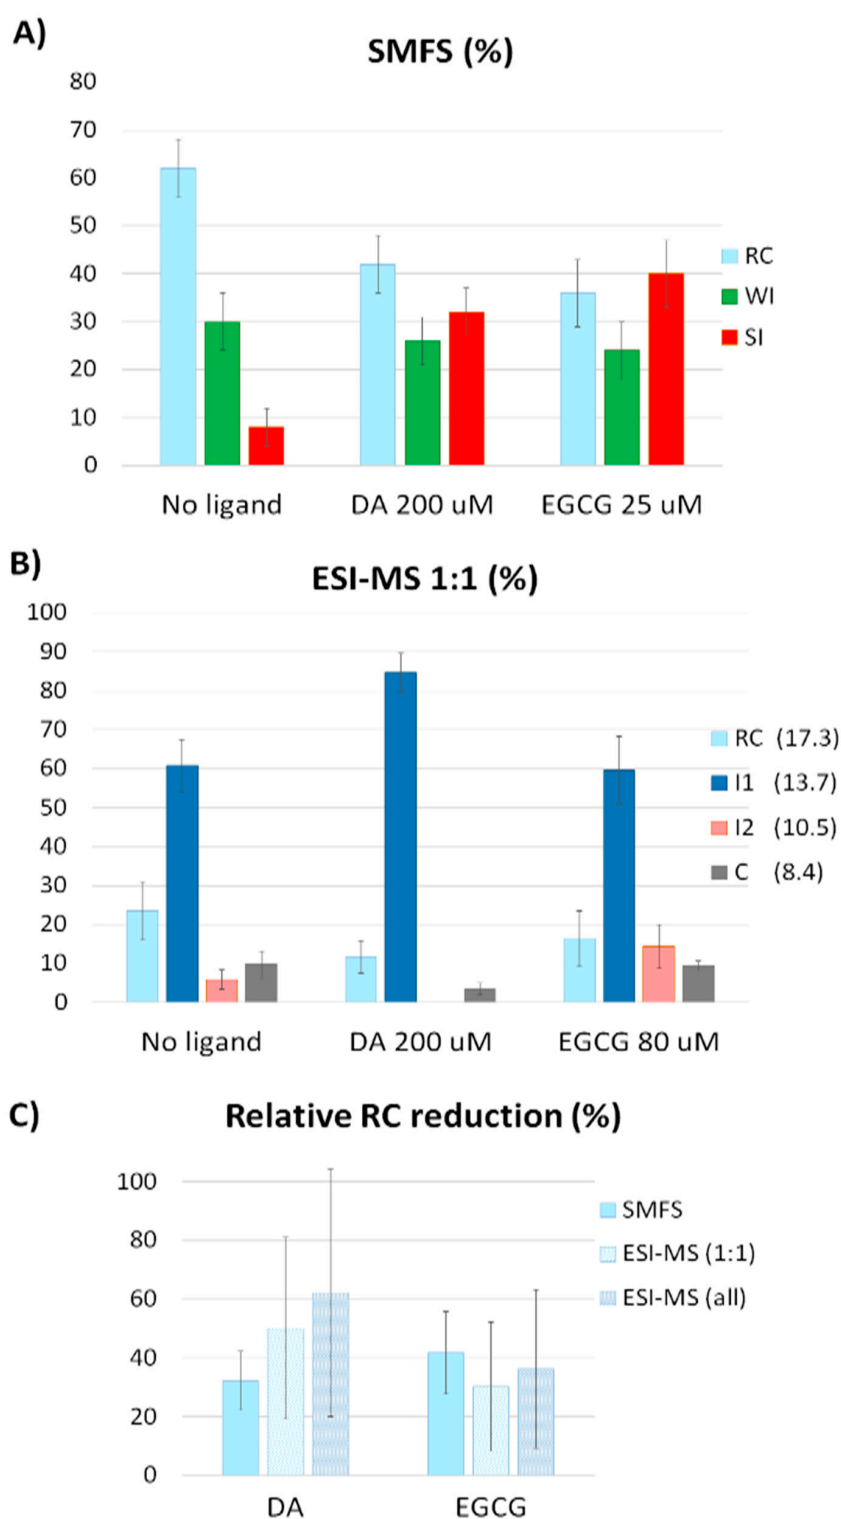 A)
SMFS (%)
80
70
60
50
40
30
20
10
0
RC
WI
SI
No ligand DA 200 uM EGCG 25 uM
B)
ESI-MS 1:1 (%)
100
90
80
70
60
50
40
30
20
10
0
RC (17.3)
I1 (13.7)
I2 (10.5)
C (8.4)
No ligand DA 200 uM EGCG 80 uM
C)
Relative RC reduction (%)
100
80
60
40
20
0
SMFS
ESI-MS (1:1)
ESI-MS (all)
DA EGCG